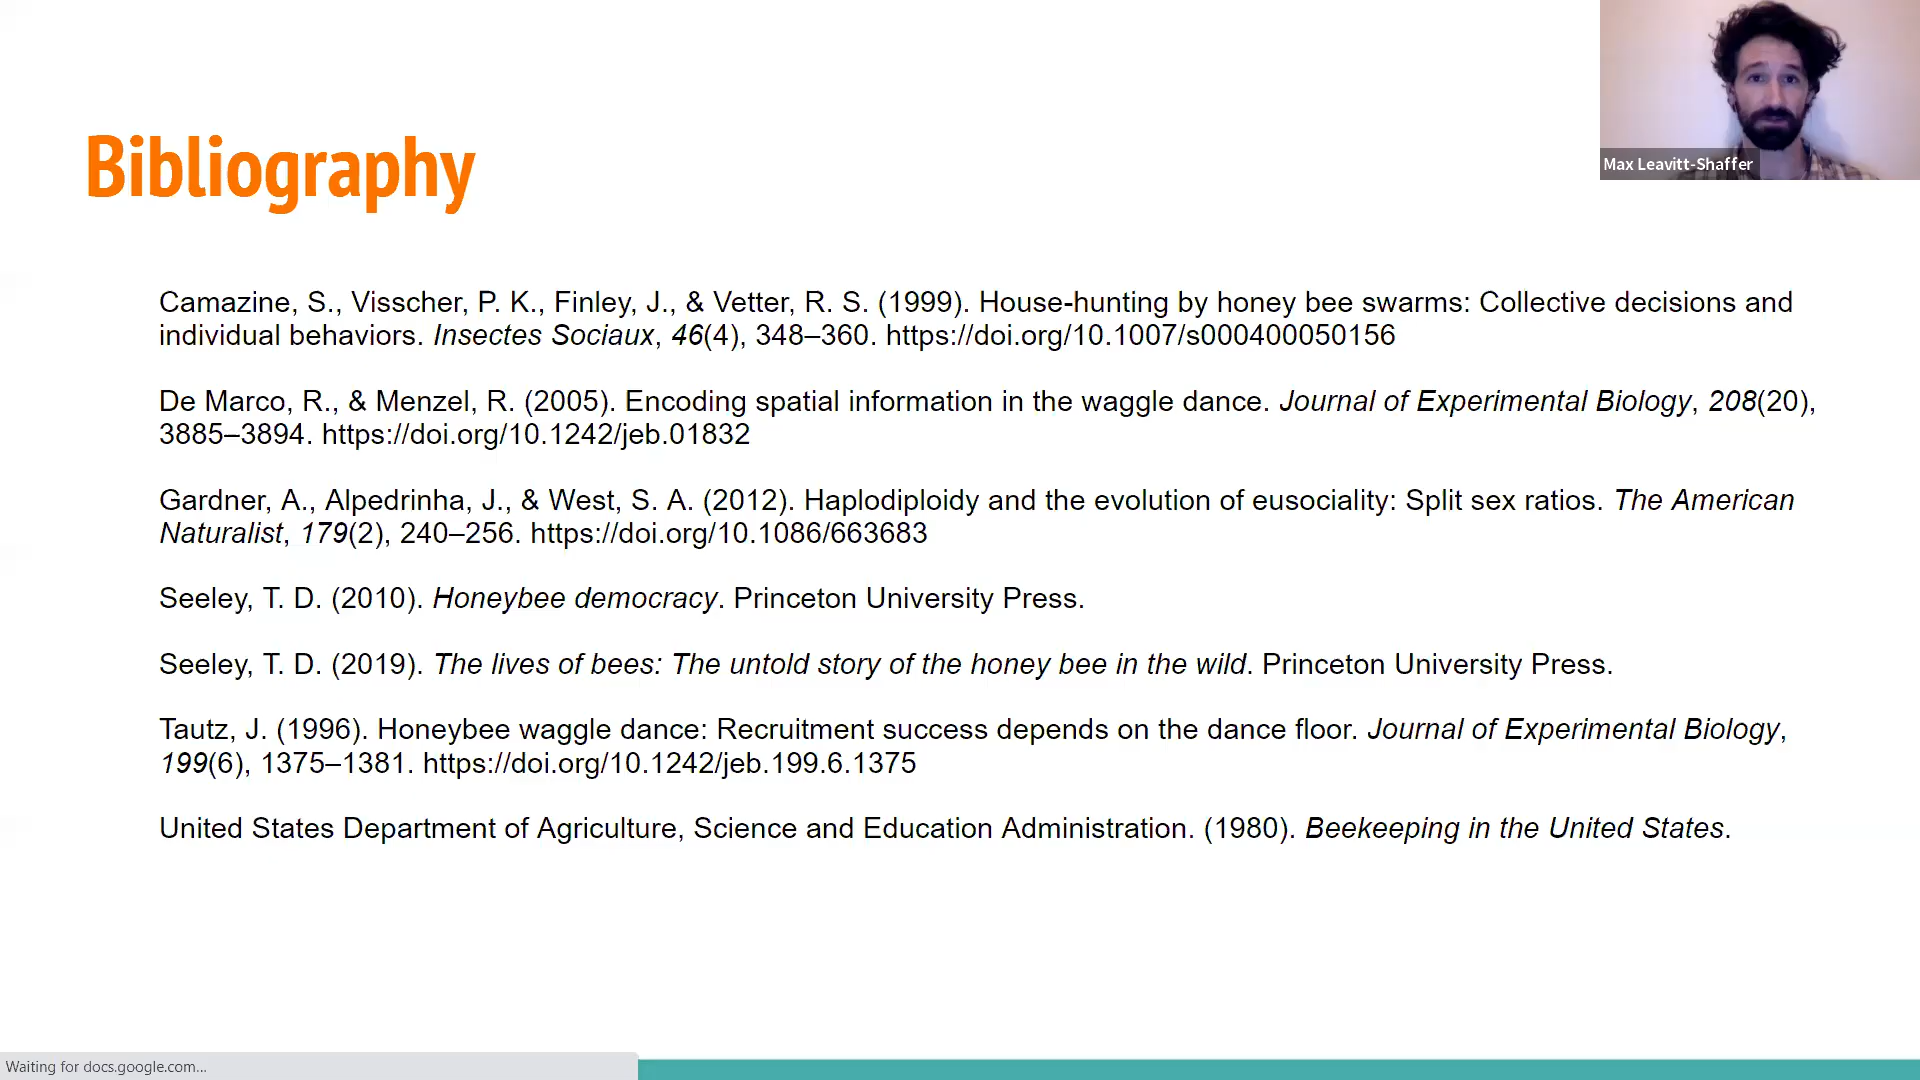 Max Leavitt-Shaffer
Bibliography
Camazine, S., Visscher, P. K., Finley, J., & Vetter, R. S. (1999). House-hunting by honey bee swarms: Collective decisions and
individual behaviors. Insectes Sociaux, 46(4), 348–360. https://doi.org/10.1007/s000400050156
De Marco, R., & Menzel, R. (2005). Encoding spatial information in the waggle dance. Journal of Experimental Biology, 208(20),
3885–3894. https://doi.org/10.1242/jeb.01832
Gardner, A., Alpedrinha, J., & West, S. A. (2012). Haplodiploidy and the evolution of eusociality: Split sex ratios. The American
Naturalist, 179(2), 240–256. https://doi.org/10.1086/663683
Seeley, T. D. (2010). Honeybee democracy. Princeton University Press.
Seeley, T. D. (2019). The lives of bees: The untold story of the honey bee in the wild. Princeton University Press.
Tautz, J. (1996). Honeybee waggle dance: Recruitment success depends on the dance floor. Journal of Experimental Biology,
199(6), 1375–1381. https://doi.org/10.1242/jeb.199.6.1375
United States Department of Agriculture, Science and Education Administration. (1980). Beekeeping in the United States.
Waiting for docs.google.com...